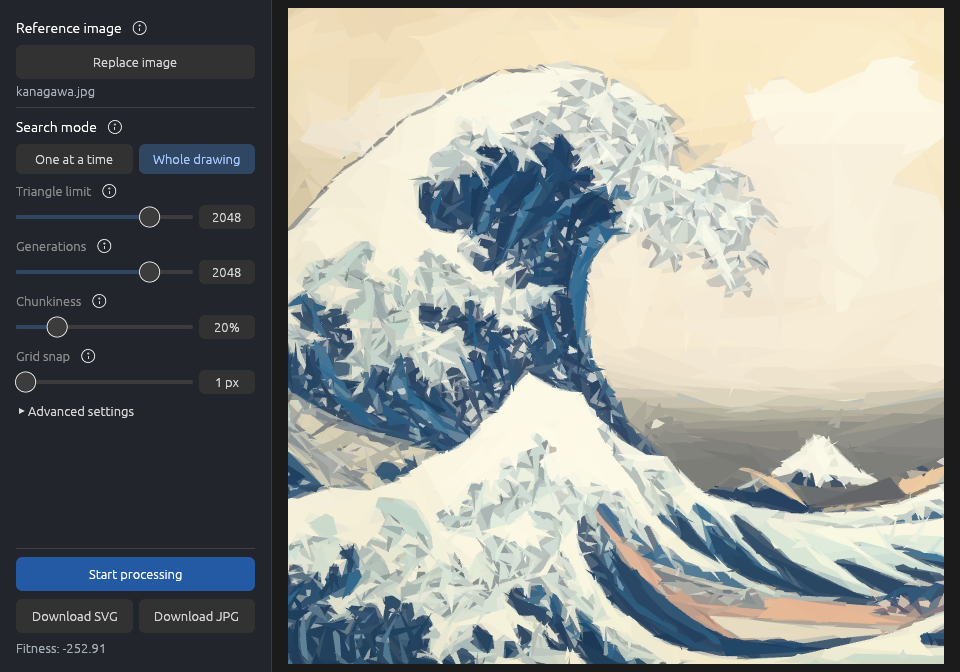 Reference image
Replace image
kanagawa.jpg
Search mode
One at a time Whole drawing
Triangle limit
2048
Generations
2048
Chunkiness
20%
Grid snap
1 px
Advanced settings
Start processing
Download SVG Download JPG
Fitness: -252.91